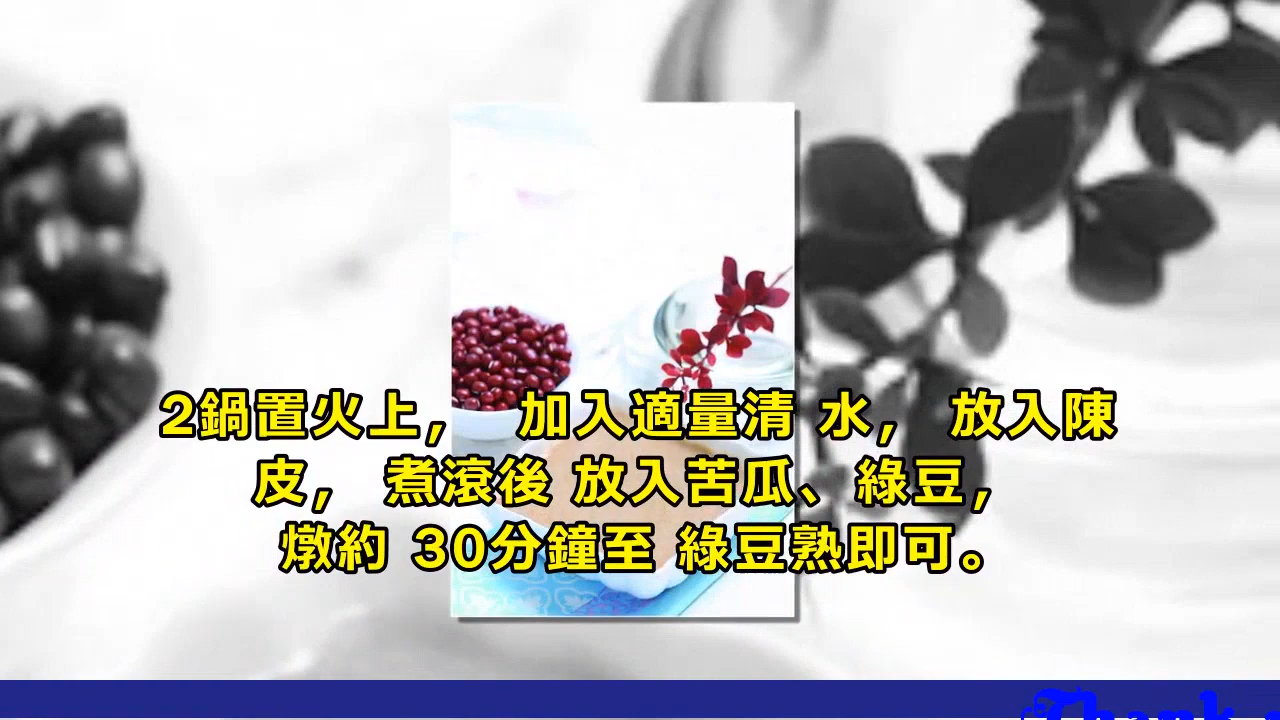 2鍋置火上， 加入適量清 水， 放入陳
皮， 煮滾後 放入苦瓜、綠豆，
燉約 30分鐘至 綠豆熟即可。
Thank